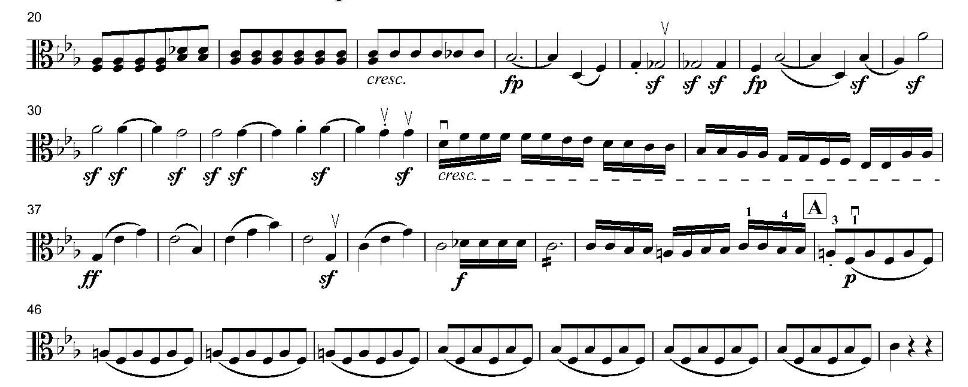 20
cresc. fp sf sf sf fp sf sf
30
sf sf sf sf sf sf sf cresc.
1 4 A 3 1
37
ff sf f p
46